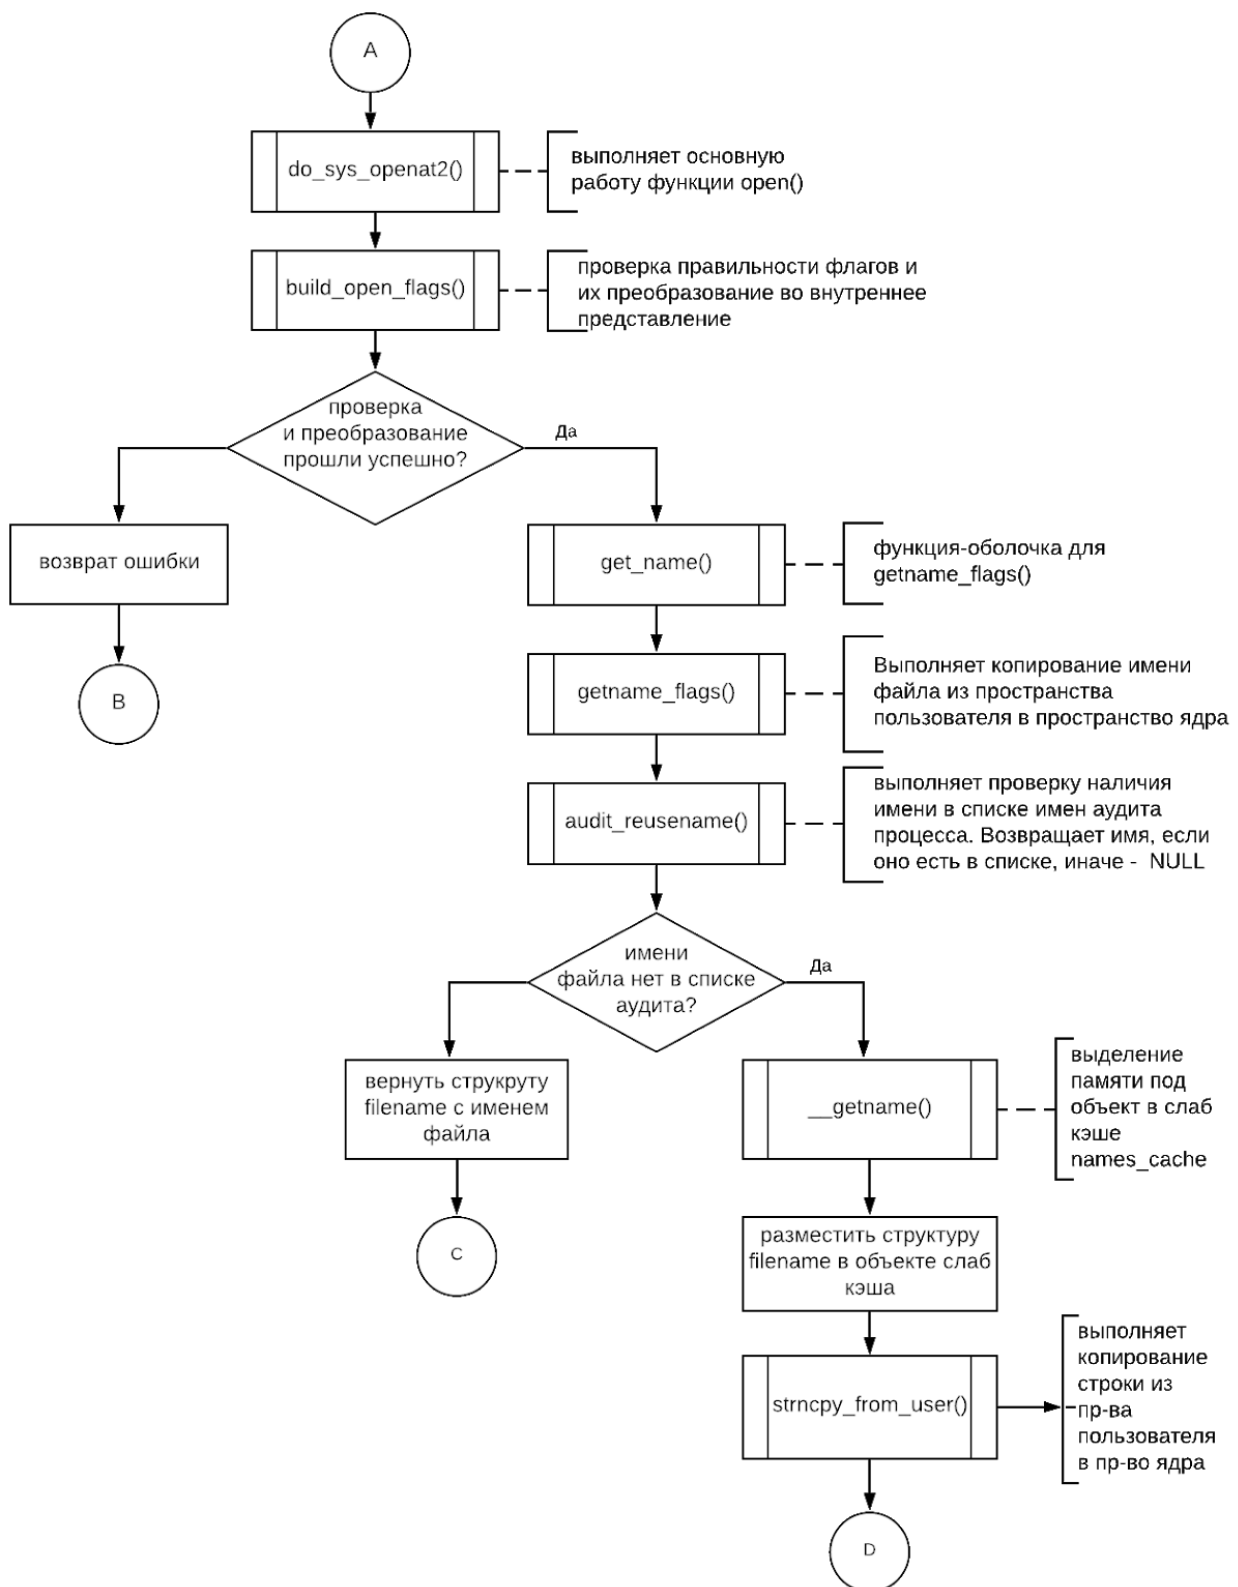 A
do_sys_openat2()
выполняет основную
работу функции open()
build_open_flags()
проверка правильности флагов и
их преобразование во внутреннее
представление
проверка
и преобразование
прошли успешно?
Да
возврат ошибки
get_name()
функция-оболочка для
getname_flags()
B
getname_flags()
Выполняет копирование имени
файла из пространства
пользователя в пространство ядра
audit_reusename()
выполняет проверку наличия
имени в списке имен аудита
процесса. Возвращает имя, если
оно есть в списке, иначе - NULL
имени
файла нет в списке
аудита?
Да
вернуть струкруту
filename с именем
файла
__getname()
выделение
памяти под
объект в слаб
кэше
names_cache
C
разместить структуру
filename в объекте слаб
кэша
strncpy_from_user()
выполняет
копирование
строки из
пр-ва
пользователя
в пр-во ядра
D